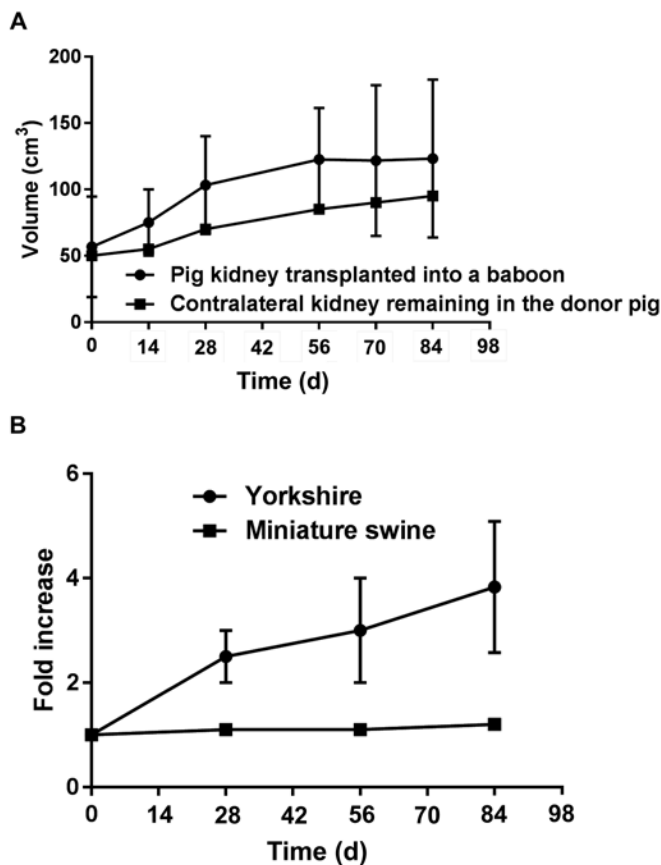 A
200
150
100
50
0
Volume (cm³)
Pig kidney transplanted into a baboon
Contralateral kidney remaining in the donor pig
0 14 28 42 56 70 84 98
Time (d)
B
6
4
2
0
Fold increase
Yorkshire
Miniature swine
0 14 28 42 56 70 84 98
Time (d)